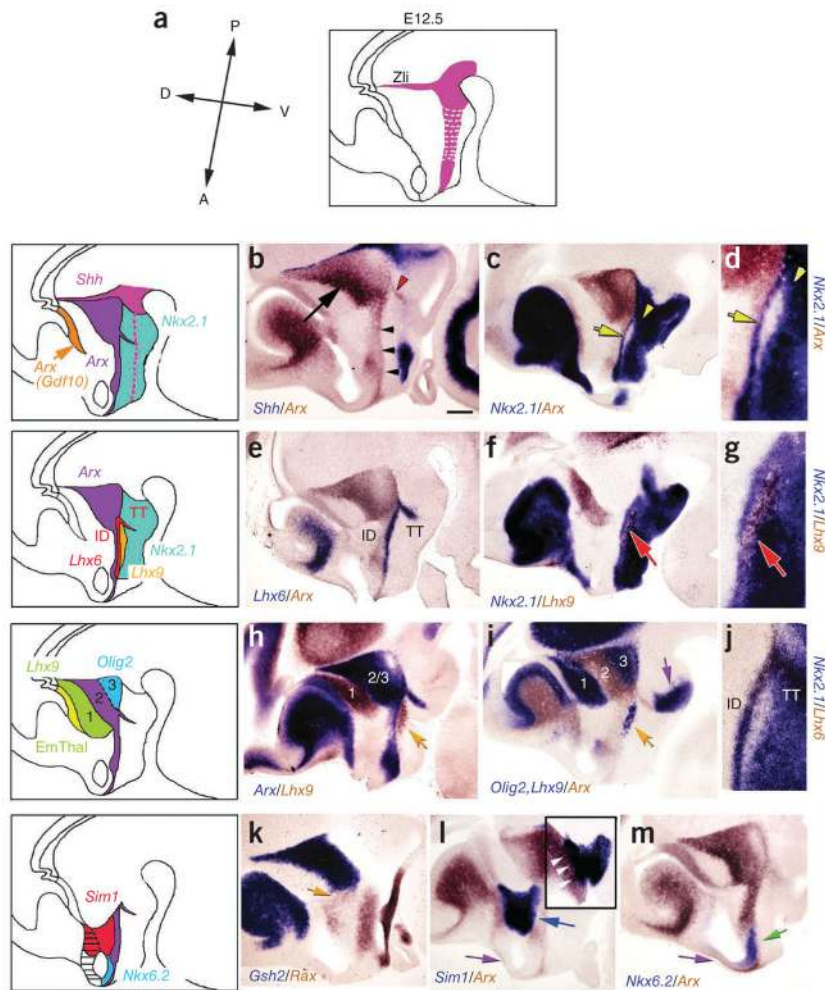 a
P
D
V
A
E12.5
Zli
Shh
Nkx2.1
Arx
Arx
(Gdf10)
b
Shh/Arx
c
Nkx2.1/Arx
d
Nkx2.1/Arx
Arx
TT
ID
Nkx2.1
Lhx6
Lhx9
e
ID
TT
Lhx6/Arx
f
Nkx2.1/Lhx9
g
Nkx2.1/Lhx9
Lhx9
Olig2
3
2
1
EmThal
h
2/3
1
Arx/Lhx9
i
3
2
1
Olig2,Lhx9/Arx
j
ID
TT
Nkx2.1/Lhx6
Sim1
Nkx6.2
k
Gsh2/Rax
l
Sim1/Arx
m
Nkx6.2/Arx